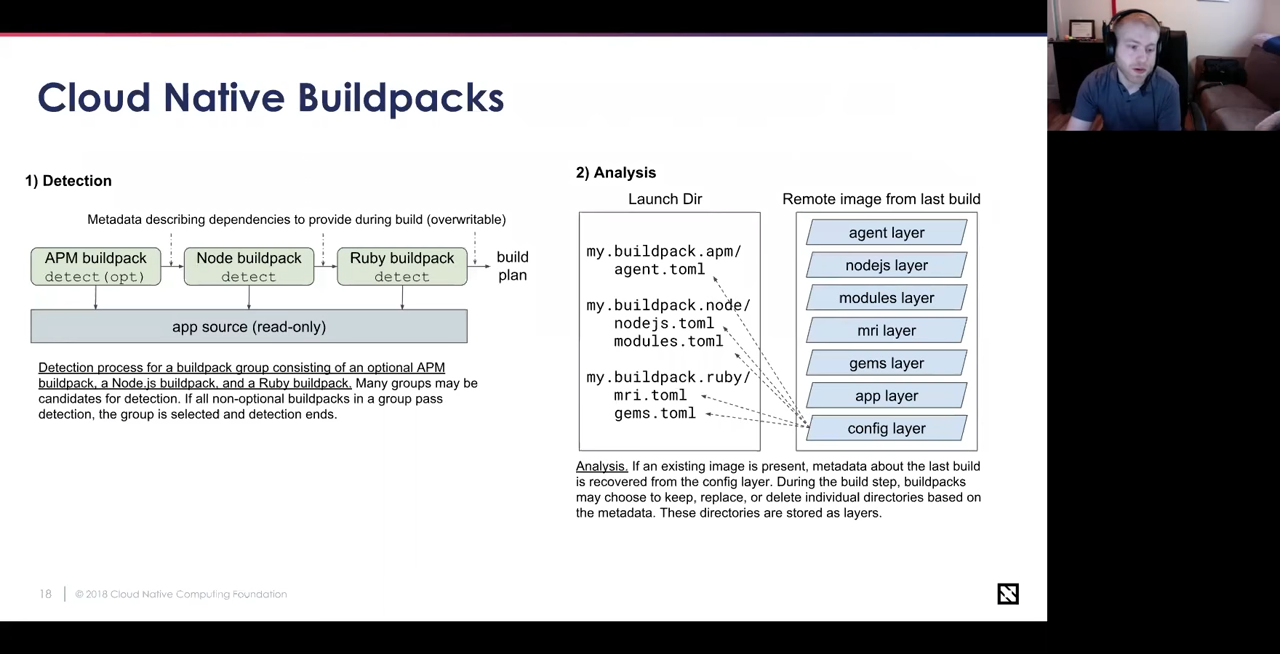 Cloud Native Buildpacks
1) Detection
Metadata describing dependencies to provide during build (overwritable)
APM buildpack
detect(opt)
Node buildpack
detect
Ruby buildpack
detect
build
plan
app source (read-only)
Detection process for a buildpack group consisting of an optional APM
buildpack, a Node.js buildpack, and a Ruby buildpack. Many groups may be
candidates for detection. If all non-optional buildpacks in a group pass
detection, the group is selected and detection ends.
2) Analysis
Launch Dir
my.buildpack.apm/
agent.toml
my.buildpack.node/
nodejs.toml
modules.toml
my.buildpack.ruby/
mri.toml
gems.toml
Remote image from last build
agent layer
nodejs layer
modules layer
mri layer
gems layer
app layer
config layer
Analysis. If an existing image is present, metadata about the last build
is recovered from the config layer. During the build step, buildpacks
may choose to keep, replace, or delete individual directories based on
the metadata. These directories are stored as layers.
18
© 2018 Cloud Native Computing Foundation